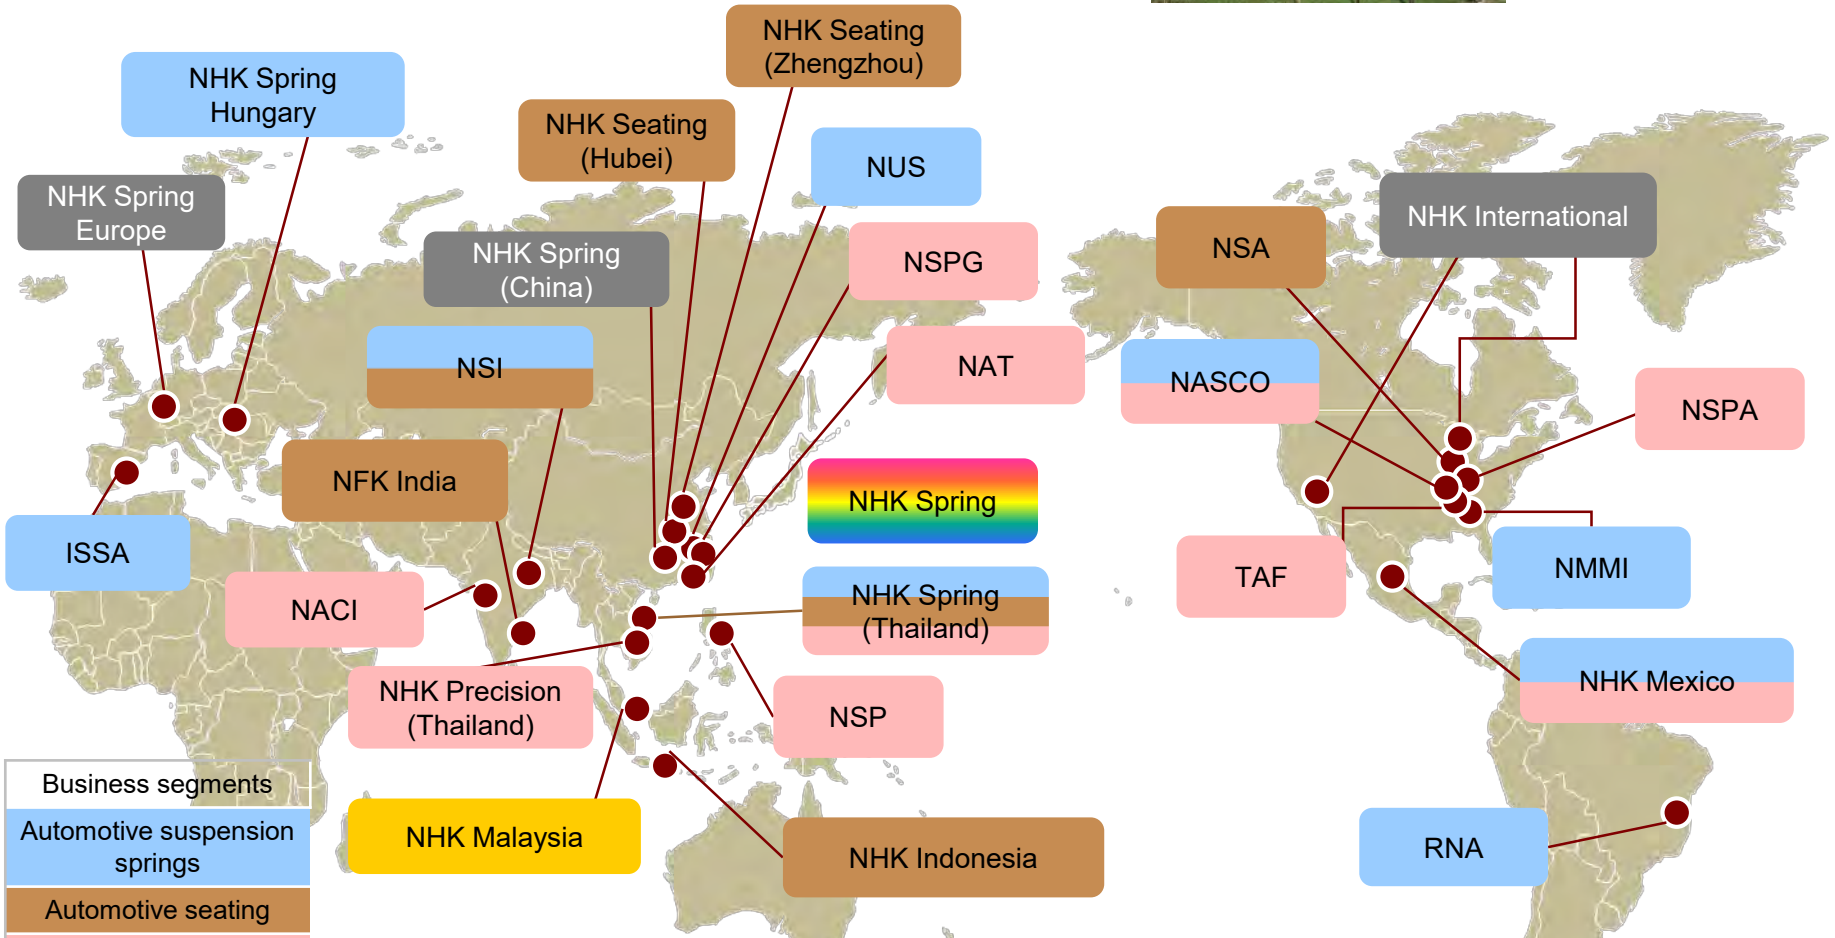 NHK Seating
(Zhengzhou)
NHK Spring
Hungary
NHK Seating
(Hubei)
NUS
NHK Spring
Europe
NHK International
NSA
NHK Spring
(China)
NSPG
NSI
NAT
NASCO
NSPA
NFK India
NHK Spring
ISSA
NACI
NHK Spring
(Thailand)
TAF
NMMI
NHK Precision
(Thailand)
NSP
NHK Mexico
Business segments
Automotive suspension
springs
Automotive seating
NHK Malaysia
NHK Indonesia
RNA